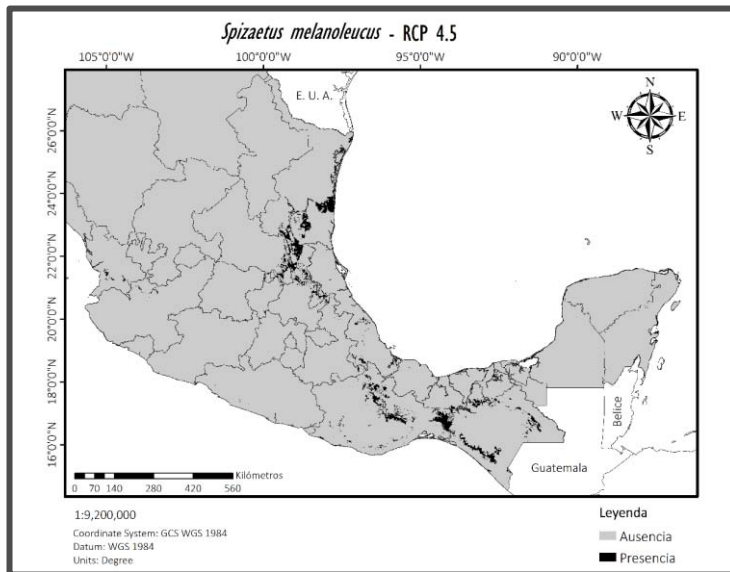 Spizaetus melanoleucus - RCP 4.5
105°0'0"W 100°0'0"W 95°0'0"W 90°0'0"W
E. U. A.
N
W E
S
26°0'0"N
24°0'0"N
22°0'0"N
20°0'0"N
18°0'0"N
16°0'0"N
Belice
Guatemala
Kilómetros
0 70 140 280 420 560
1:9,200,000
Coordinate System: GCS WGS 1984
Datum: WGS 1984
Units: Degree
Leyenda
Ausencia
Presencia